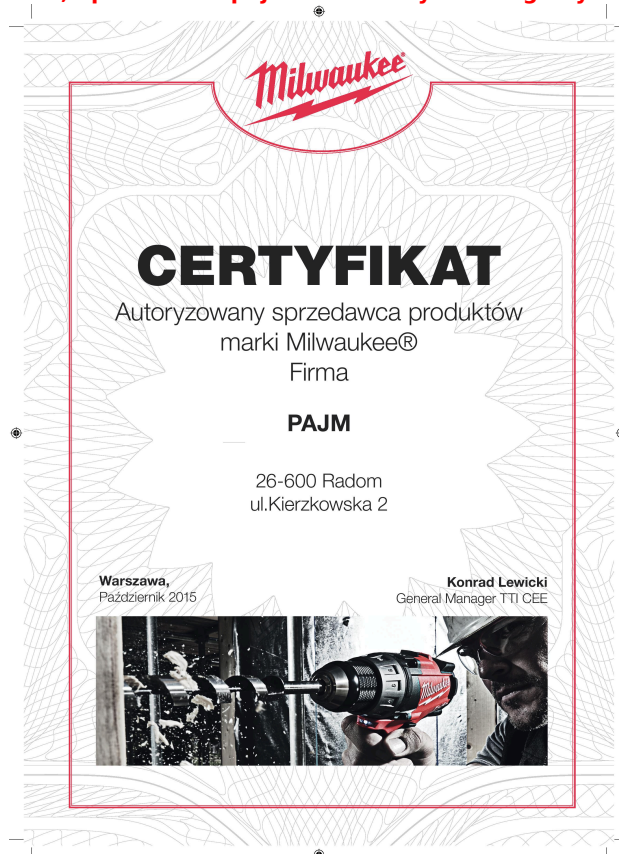 Milwaukee®
CERTYFIKAT
Autoryzowany sprzedawca produktów
marki Milwaukee®
Firma
PAJM
26-600 Radom
ul.Kierzkowska 2
Warszawa,
Październik 2015
Konrad Lewicki
General Manager TTI CEE
Milwaukee